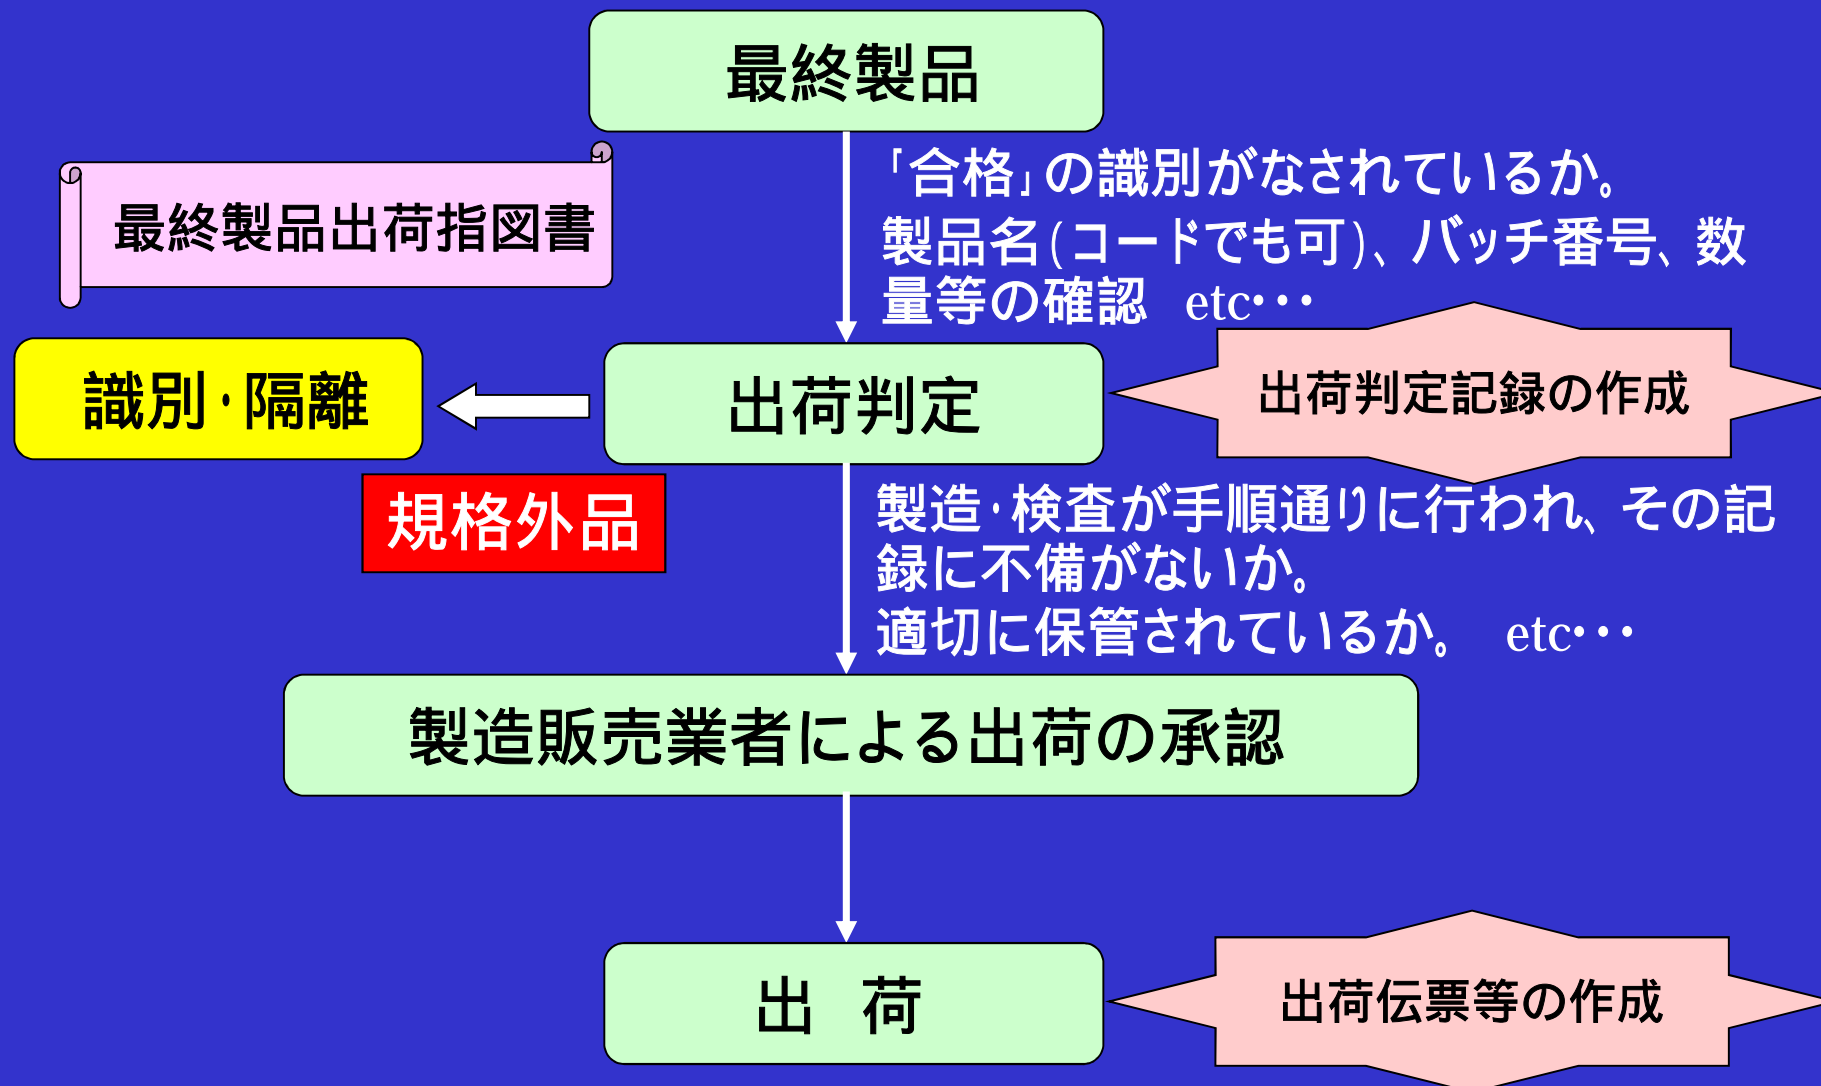 最終製品
「合格」の識別がなされているか。
最終製品出荷指図書
製品名(コードでも可)、バッチ番号、数
量等の確認 etc･･･
識別･隔離
出荷判定
出荷判定記録の作成
規格外品
製造･検査が手順通りに行われ、その記
録に不備がないか。
適切に保管されているか。 etc･･･
製造販売業者による出荷の承認
出 荷
出荷伝票等の作成